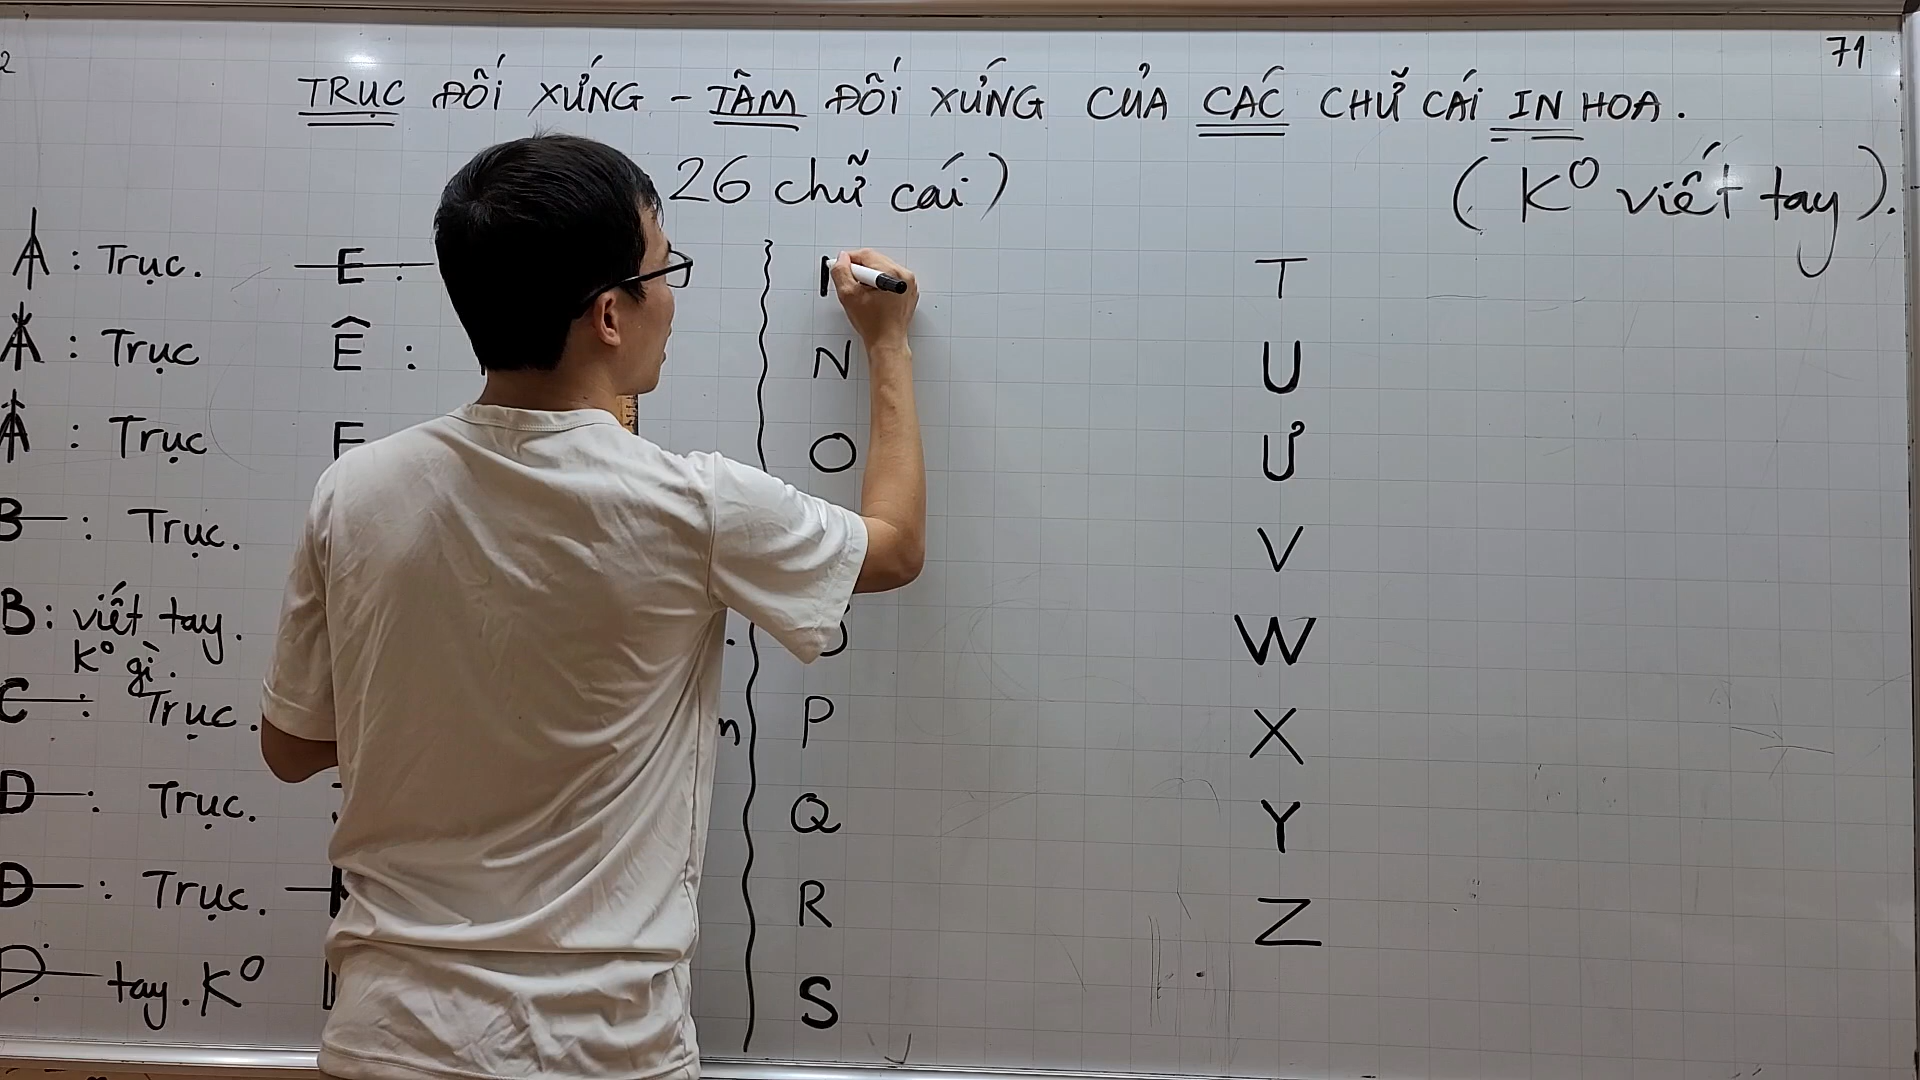 71
TRỤC ĐỐI XỨNG - TÂM ĐỐI XỨNG CỦA CÁC CHỮ CÁI IN HOA.
26 chữ cái)
(K⁰ viết tay).
A : Trục.
Â : Trục
Ă : Trục
B : Trục.
B : viết tay.
K⁰ gì.
C : Trục.
D : Trục.
Đ : Trục.
D. tay. K⁰
E :
Ê :
N
O
P
Q
R
S
T
U
Ư
V
W
X
Y
Z